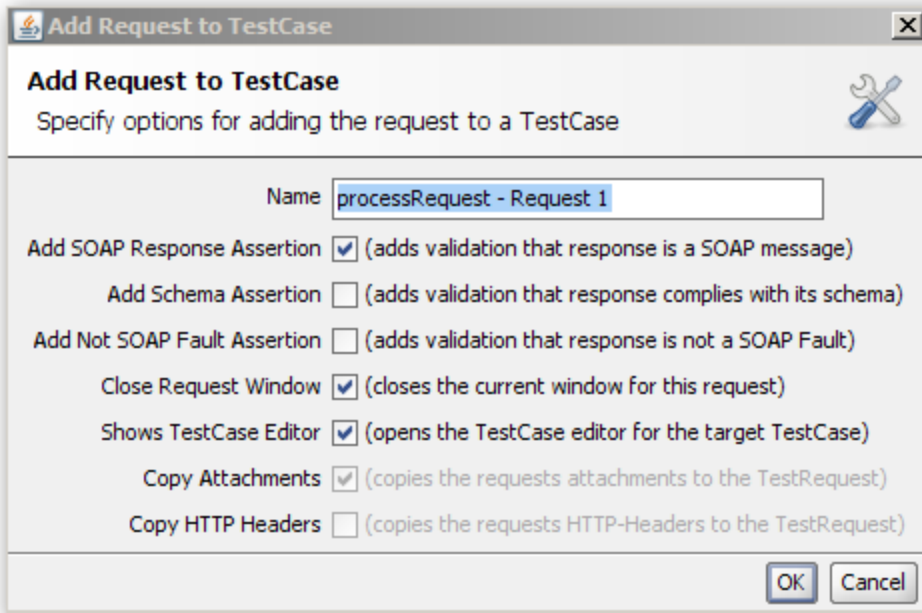 Add Request to TestCase
Add Request to TestCase
Specify options for adding the request to a TestCase
Name processRequest - Request 1
Add SOAP Response Assertion (adds validation that response is a SOAP message)
Add Schema Assertion (adds validation that response complies with its schema)
Add Not SOAP Fault Assertion (adds validation that response is not a SOAP Fault)
Close Request Window (closes the current window for this request)
Shows TestCase Editor (opens the TestCase editor for the target TestCase)
Copy Attachments (copies the requests attachments to the TestRequest)
Copy HTTP Headers (copies the requests HTTP-Headers to the TestRequest)
OK Cancel